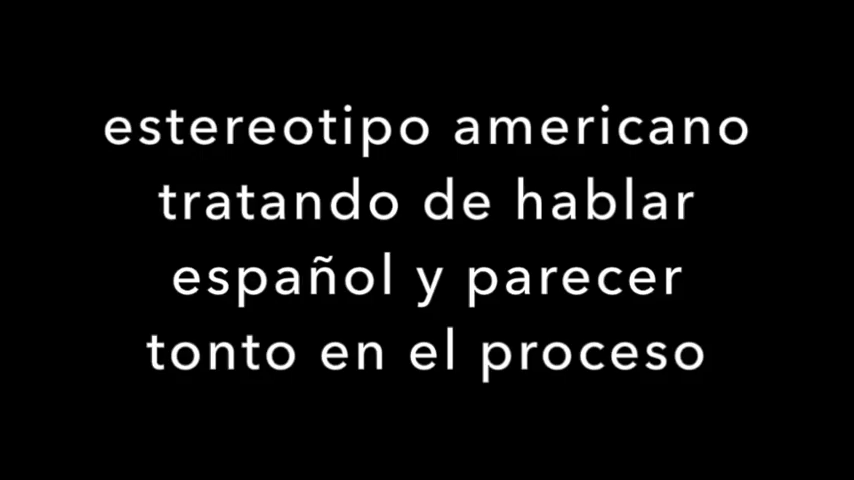 estereotipo americano
tratando de hablar
español y parecer
tonto en el proceso